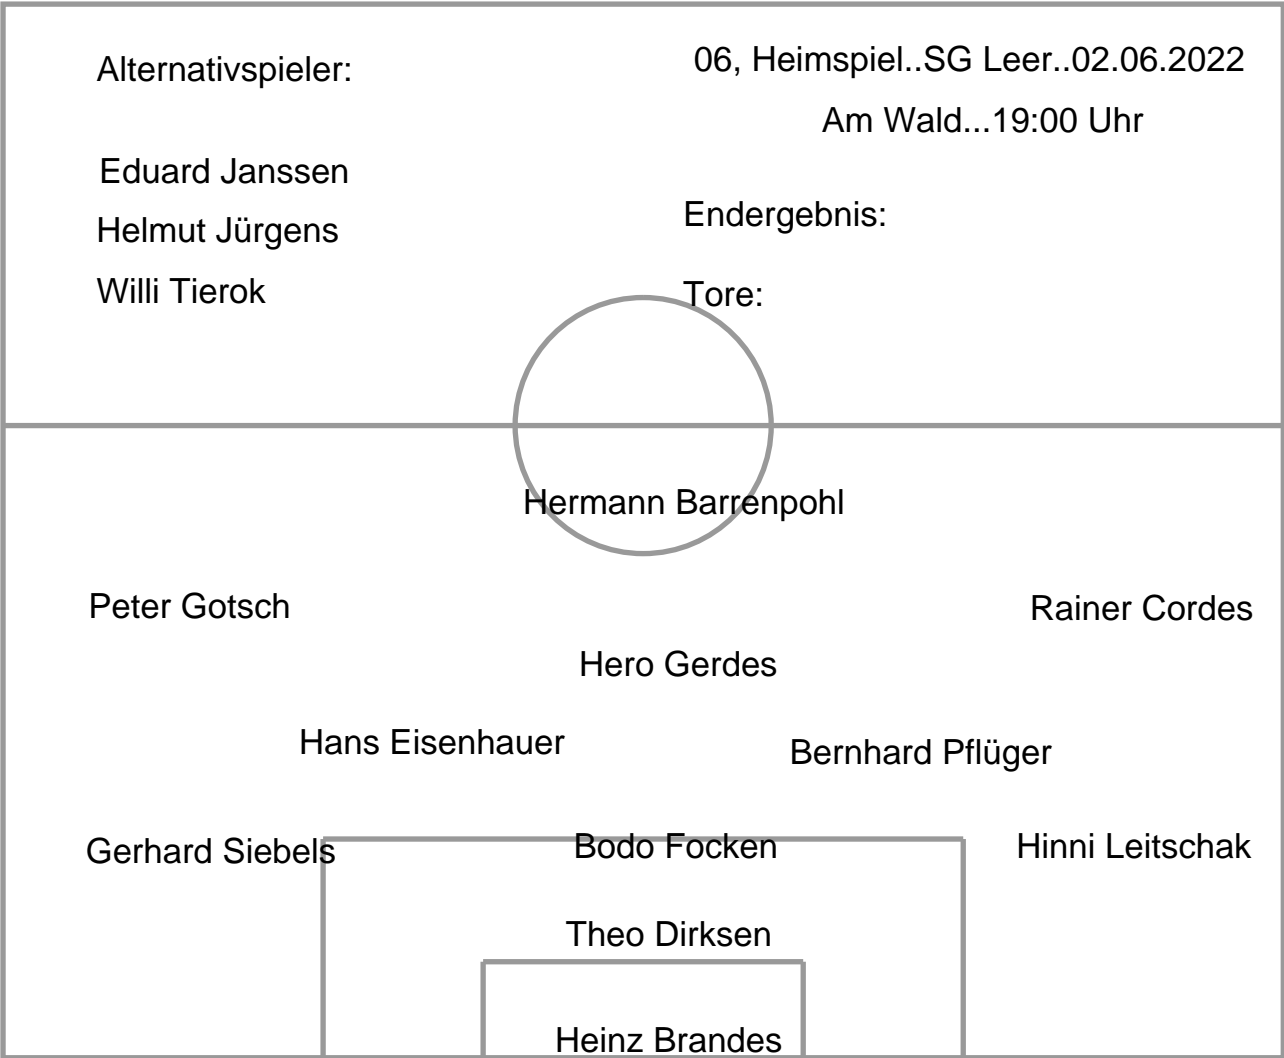 Alternativspieler:
06, Heimspiel..SG Leer..02.06.2022
Am Wald...19:00 Uhr
Eduard Janssen
Helmut Jürgens
Willi Tierok
Endergebnis:
Tore:
Hermann Barrenpohl
Peter Gotsch
Rainer Cordes
Hero Gerdes
Hans Eisenhauer
Bernhard Pflüger
Gerhard Siebels
Bodo Focken
Hinni Leitschak
Theo Dirksen
Heinz Brandes